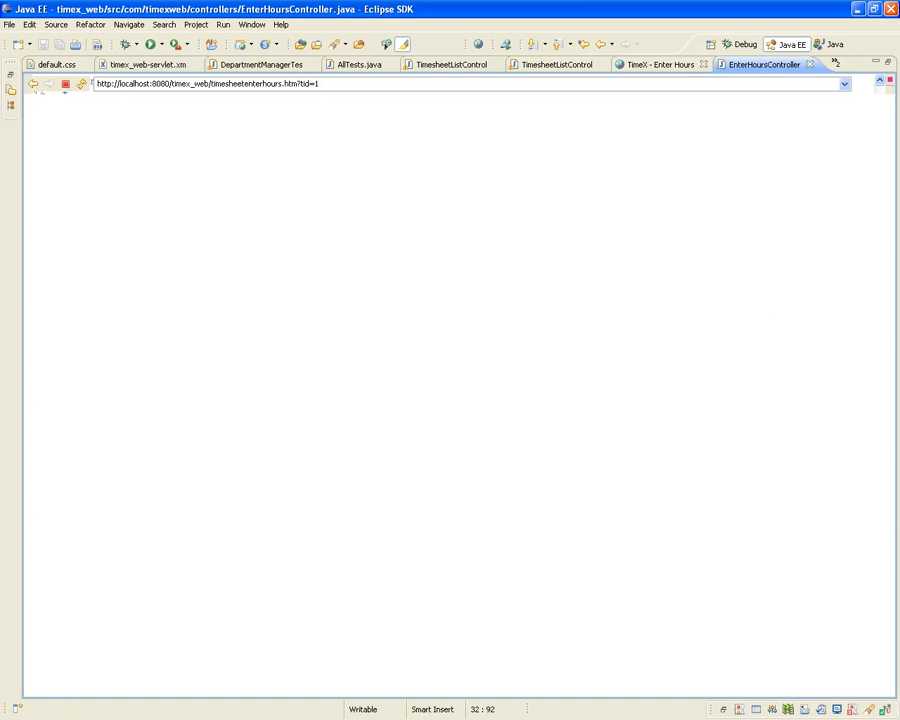 Java EE - timex_web/src/com/timexweb/controllers/EnterHoursController.java - Eclipse SDK
File Edit Source Refactor Navigate Search Project Run Window Help
Debug Java EE Java
default.css timex_web-servlet.xm DepartmentManagerTes AllTests.java TimesheetListControl TimesheetListControl TimeX - Enter Hours EnterHoursController »2
http://localhost:8080/timex_web/timesheetenterhours.htm?tid=1
Writable Smart Insert 32 : 92